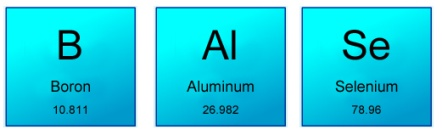 B Al Se
Boron Aluminum Selenium
10.811 26.982 78.96